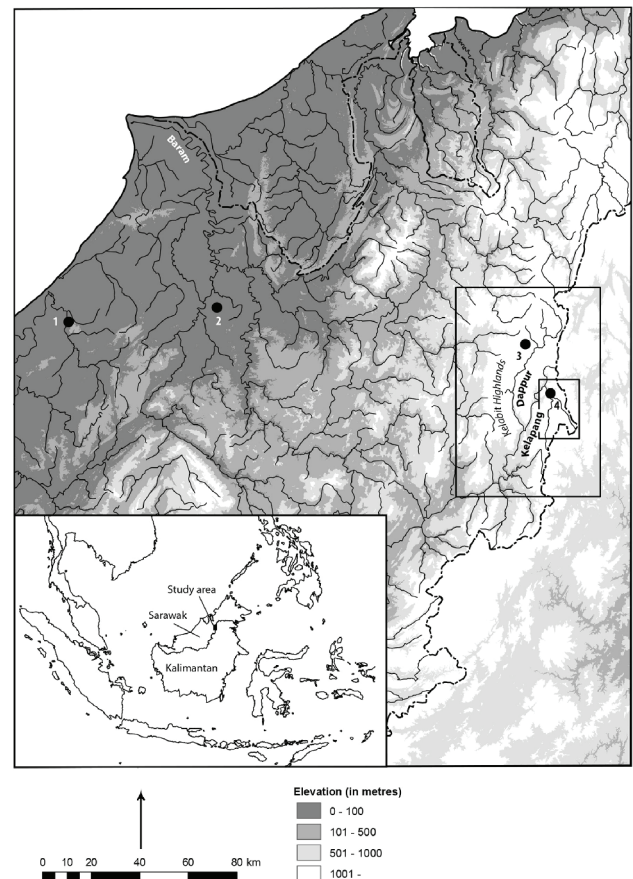 Baram
1
2
3
Kelabit Highlands
Dappur
4
Kelapang
Study area
Sarawak
Kalimantan
Elevation (in metres)
0 - 100
101 - 500
501 - 1000
1001 -
0 10 20 40 60 80 km